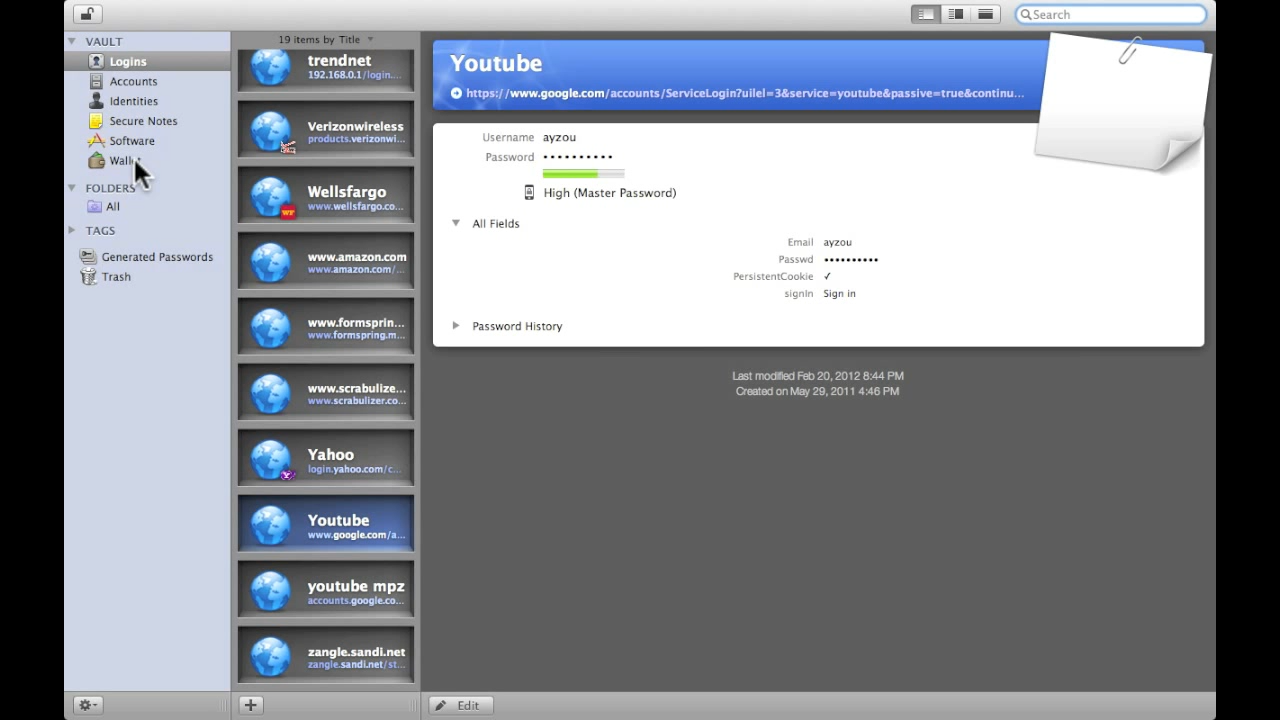 Search
VAULT
Logins
Accounts
Identities
Secure Notes
Software
FOLDERS
All
TAGS
Generated Passwords
Trash
19 items by Title
trendnet
192.168.0.1/login....
Verizonwireless
products.verizonwi...
Wellsfargo
www.wellsfargo.co...
WF
www.amazon.com
www.amazon.com/...
www.formsprin...
www.formspring.m...
www.scrabulize...
www.scrabulizer.co...
Yahoo
login.yahoo.com/c...
Youtube
www.google.com/a...
youtube mpz
accounts.google.co...
zangle.sandi.net
zangle.sandi.net/st...
Youtube
https://www.google.com/accounts/ServiceLogin?uilel=3&service=youtube&passive=true&continu...
Username ayzou
Password ••••••••••
High (Master Password)
All Fields
Email ayzou
Passwd ••••••••••
PersistentCookie ✓
signIn Sign in
Password History
Last modified Feb 20, 2012 8:44 PM
Created on May 29, 2011 4:46 PM
Edit